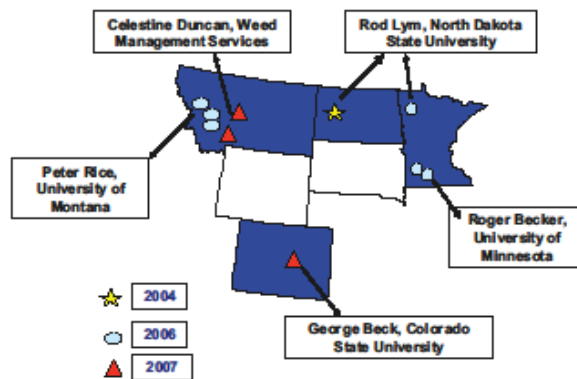 Celestine Duncan, Weed
Management Services
Rod Lym, North Dakota
State University
Peter Rice,
University of
Montana
Roger Becker,
University of
Minnesota
George Beck, Colorado
State University
2004
2006
2007